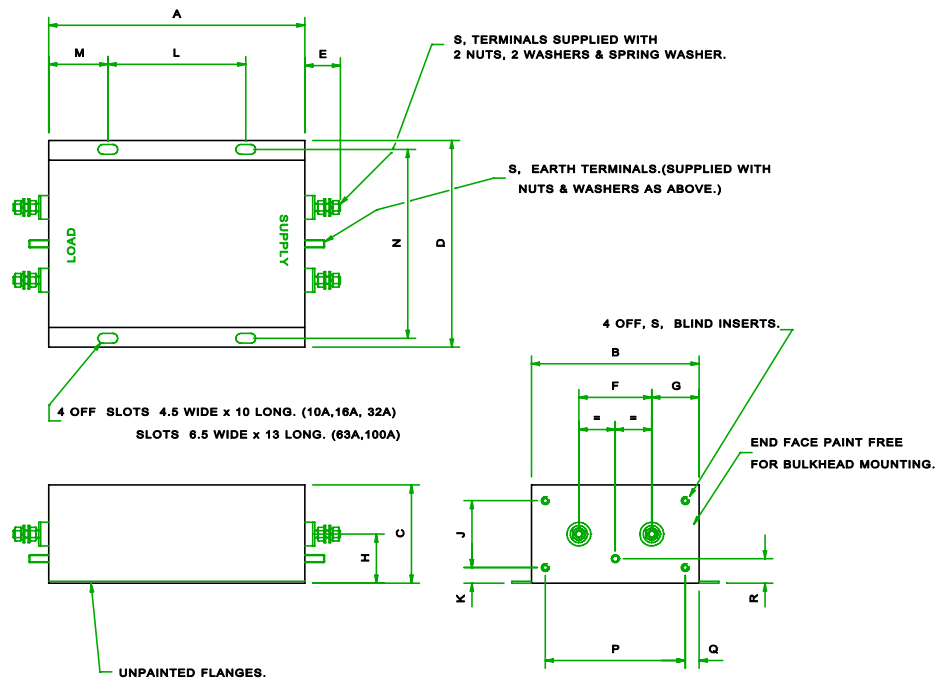 A
M
L
E
S, TERMINALS SUPPLIED WITH
2 NUTS, 2 WASHERS & SPRING WASHER.
S, EARTH TERMINALS.(SUPPLIED WITH
NUTS & WASHERS AS ABOVE.)
LOAD
SUPPLY
N
D
4 OFF SLOTS 4.5 WIDE x 10 LONG. (10A,16A, 32A)
SLOTS 6.5 WIDE x 13 LONG. (63A,100A)
4 OFF, S, BLIND INSERTS.
B
F
G
=
=
END FACE PAINT FREE
FOR BULKHEAD MOUNTING.
C
H
J
K
R
P
Q
UNPAINTED FLANGES.